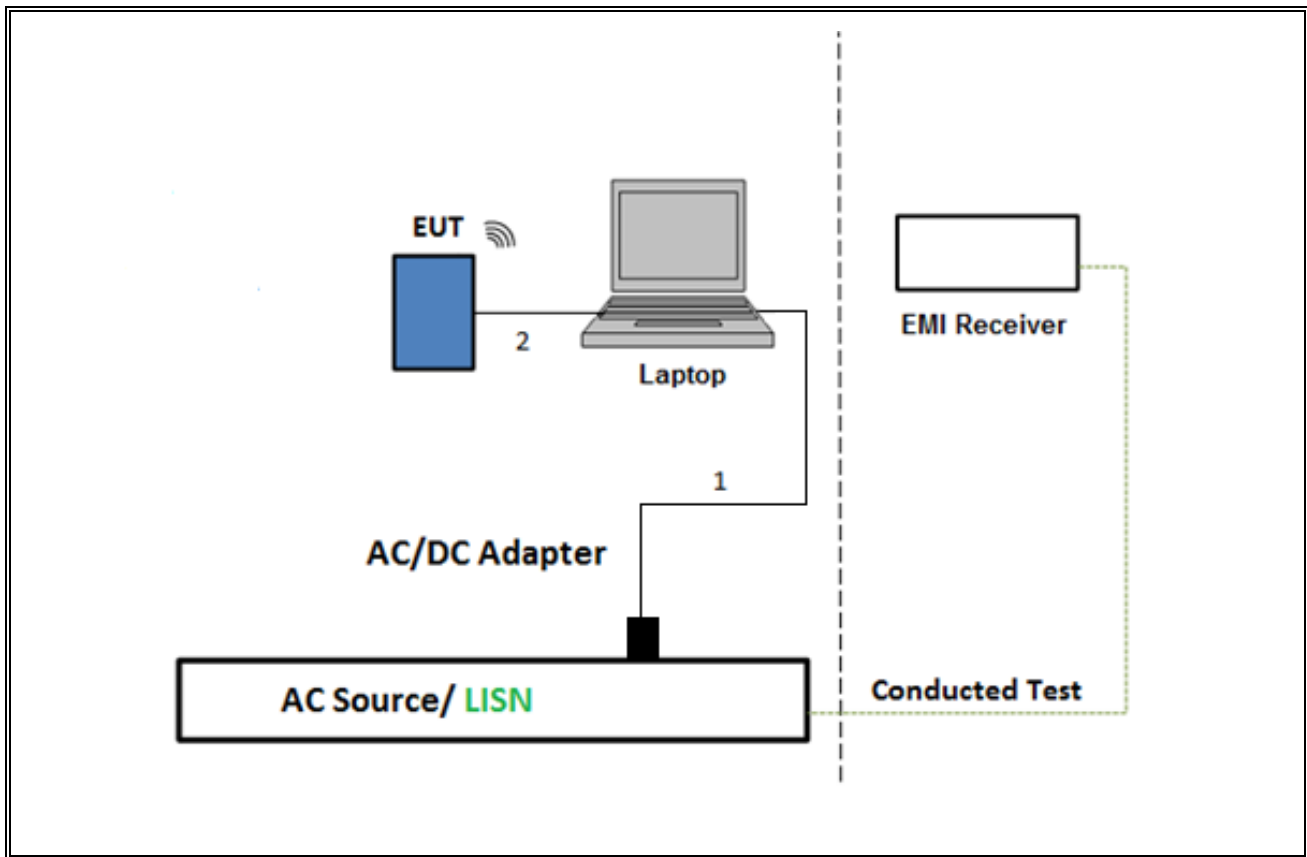 EUT
2
Laptop
EMI Receiver
1
AC/DC Adapter
AC Source/ LISN
Conducted Test